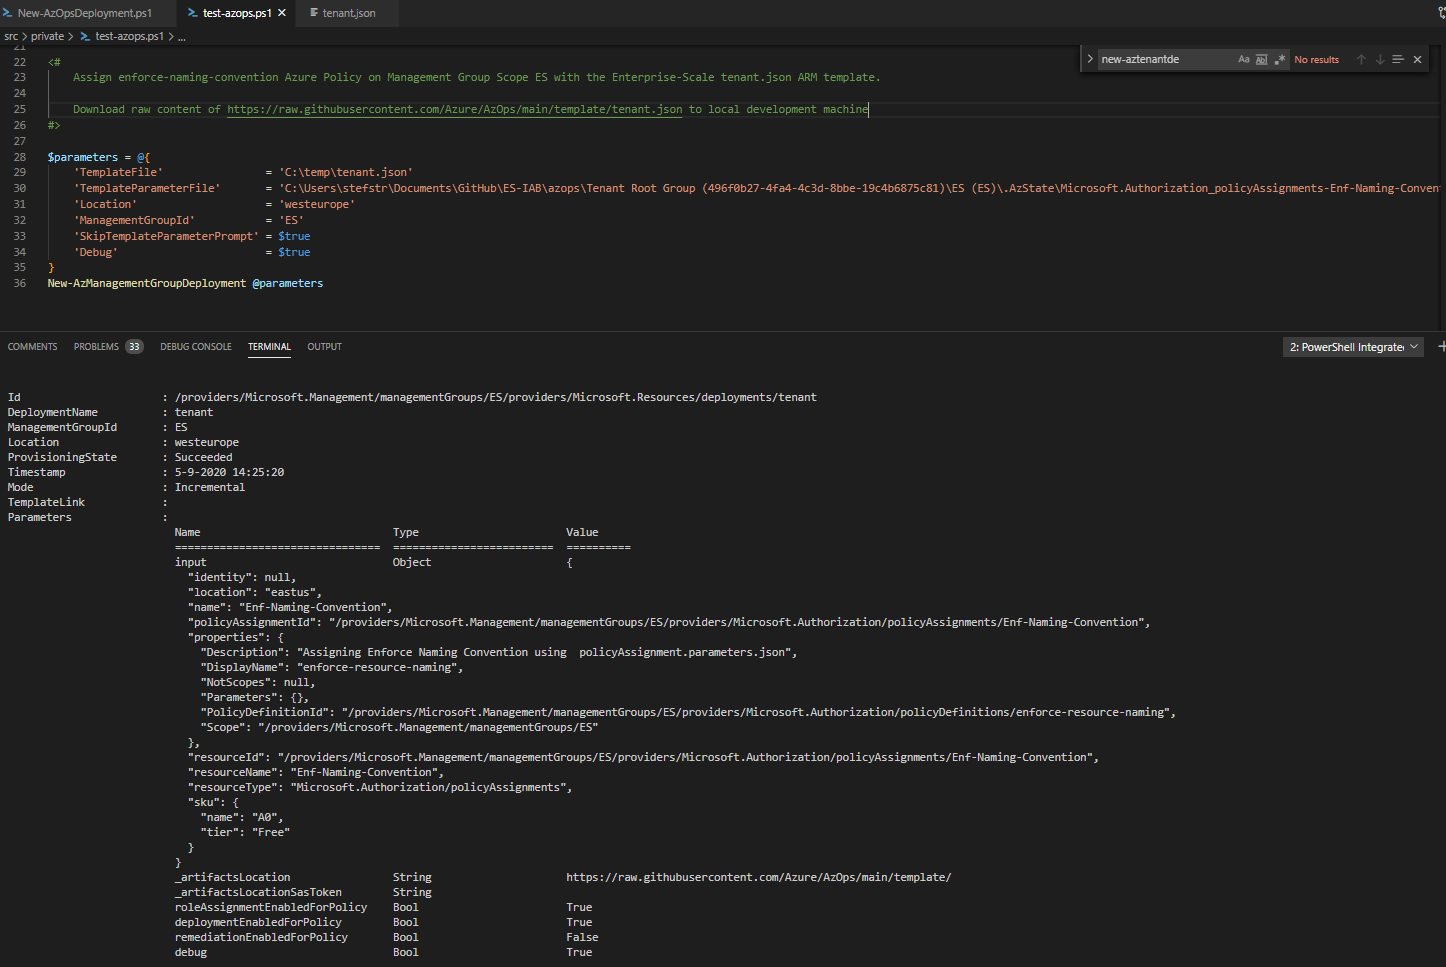 New-AzOpsDeployment.ps1
test-azops.ps1
tenant.json
src > private > test-azops.ps1 > ...
new-aztenantde
No results
21
22 <#
23 Assign enforce-naming-convention Azure Policy on Management Group Scope ES with the Enterprise-Scale tenant.json ARM template.
24
25 Download raw content of https://raw.githubusercontent.com/Azure/AzOps/main/template/tenant.json to local development machine
26 #>
27
28 $parameters = @{
29 'TemplateFile' = 'C:\temp\tenant.json'
30 'TemplateParameterFile' = 'C:\Users\stefstr\Documents\GitHub\ES-IAB\azops\Tenant Root Group (496f0b27-4fa4-4c3d-8bbe-19c4b6875c81)\ES (ES)\.AzState\Microsoft.Authorization_policyAssignments-Enf-Naming-Conven
31 'Location' = 'westeurope'
32 'ManagementGroupId' = 'ES'
33 'SkipTemplateParameterPrompt' = $true
34 'Debug' = $true
35 }
36 New-AzManagementGroupDeployment @parameters
COMMENTS PROBLEMS 33 DEBUG CONSOLE TERMINAL OUTPUT
2: PowerShell Integrate
Id : /providers/Microsoft.Management/managementGroups/ES/providers/Microsoft.Resources/deployments/tenant
DeploymentName : tenant
ManagementGroupId : ES
Location : westeurope
ProvisioningState : Succeeded
Timestamp : 5-9-2020 14:25:20
Mode : Incremental
TemplateLink :
Parameters :
Name Type Value
================================ ========================= ==========
input Object {
"identity": null,
"location": "eastus",
"name": "Enf-Naming-Convention",
"policyAssignmentId": "/providers/Microsoft.Management/managementGroups/ES/providers/Microsoft.Authorization/policyAssignments/Enf-Naming-Convention",
"properties": {
"Description": "Assigning Enforce Naming Convention using  policyAssignment.parameters.json",
"DisplayName": "enforce-resource-naming",
"NotScopes": null,
"Parameters": {},
"PolicyDefinitionId": "/providers/Microsoft.Management/managementGroups/ES/providers/Microsoft.Authorization/policyDefinitions/enforce-resource-naming",
"Scope": "/providers/Microsoft.Management/managementGroups/ES"
},
"resourceId": "/providers/Microsoft.Management/managementGroups/ES/providers/Microsoft.Authorization/policyAssignments/Enf-Naming-Convention",
"resourceName": "Enf-Naming-Convention",
"resourceType": "Microsoft.Authorization/policyAssignments",
"sku": {
"name": "A0",
"tier": "Free"
}
}
_artifactsLocation String https://raw.githubusercontent.com/Azure/AzOps/main/template/
_artifactsLocationSasToken String
roleAssignmentEnabledForPolicy Bool True
deploymentEnabledForPolicy Bool True
remediationEnabledForPolicy Bool False
debug Bool True